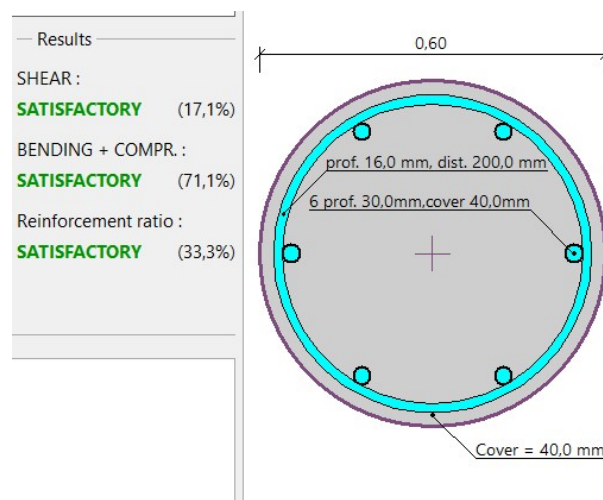 Results
SHEAR :
SATISFACTORY (17,1%)
BENDING + COMPR. :
SATISFACTORY (71,1%)
Reinforcement ratio :
SATISFACTORY (33,3%)
0,60
prof. 16,0 mm, dist. 200,0 mm
6 prof. 30,0mm,cover 40,0mm
Cover = 40,0 mm